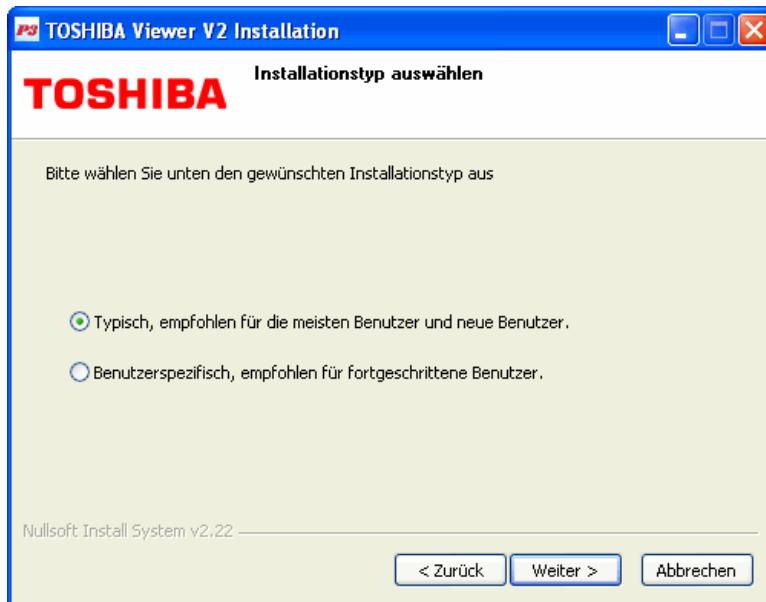 P3 TOSHIBA Viewer V2 Installation
TOSHIBA
Installationstyp auswählen
Bitte wählen Sie unten den gewünschten Installationstyp aus
Typisch, empfohlen für die meisten Benutzer und neue Benutzer.
Benutzerspezifisch, empfohlen für fortgeschrittene Benutzer.
Nullsoft Install System v2.22
< Zurück Weiter > Abbrechen